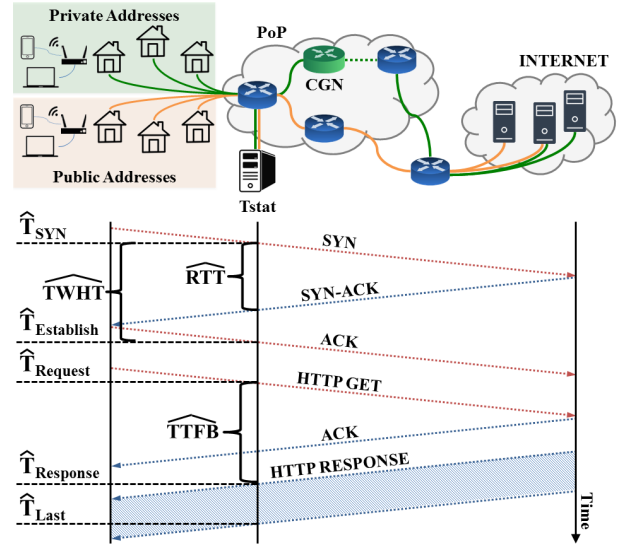 Private Addresses
PoP
CGN
INTERNET
Public Addresses
Tstat
T̂SYN
SYN
TWHT
RTT
SYN-ACK
T̂Establish
ACK
T̂Request
HTTP GET
TTFB
ACK
T̂Response
HTTP RESPONSE
T̂Last
Time